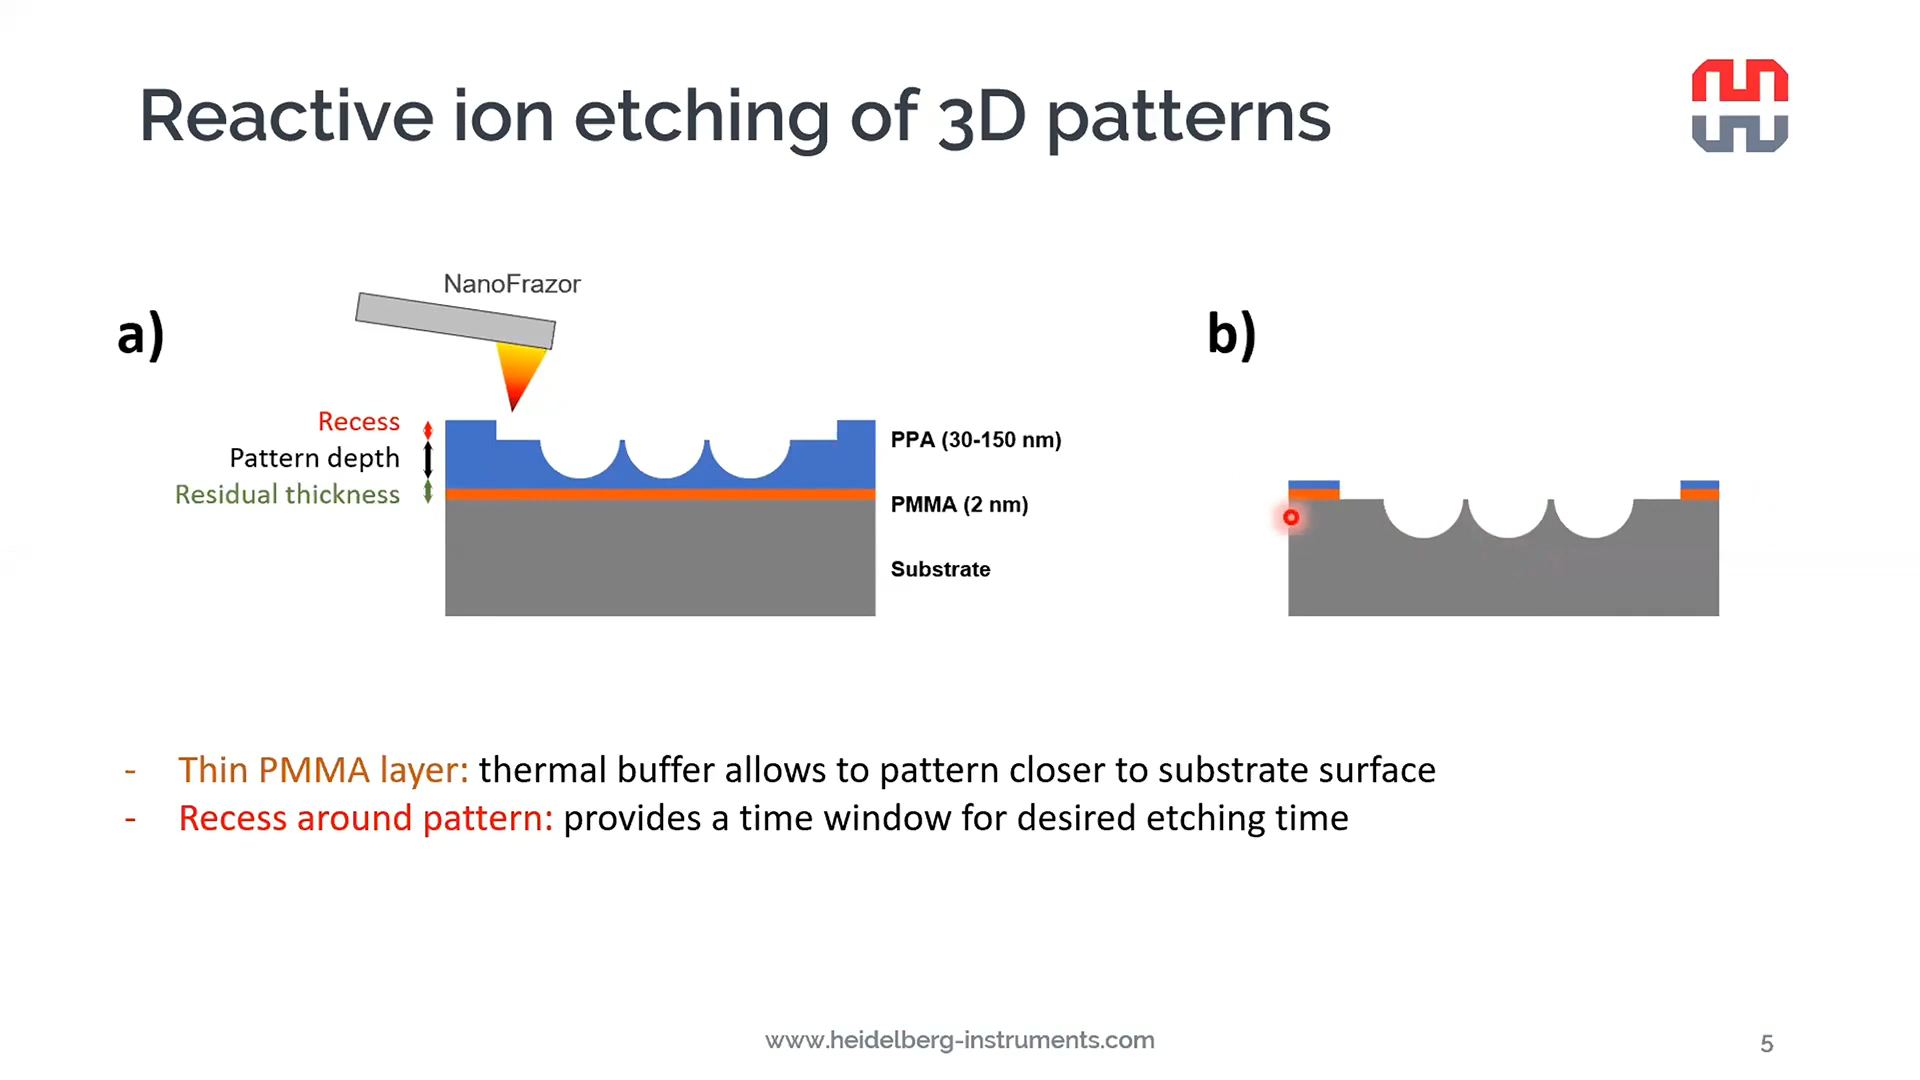 Reactive ion etching of 3D patterns
NanoFrazor
a)
b)
Recess
Pattern depth
Residual thickness
PPA (30-150 nm)
PMMA (2 nm)
Substrate
- Thin PMMA layer: thermal buffer allows to pattern closer to substrate surface
- Recess around pattern: provides a time window for desired etching time
www.heidelberg-instruments.com
5